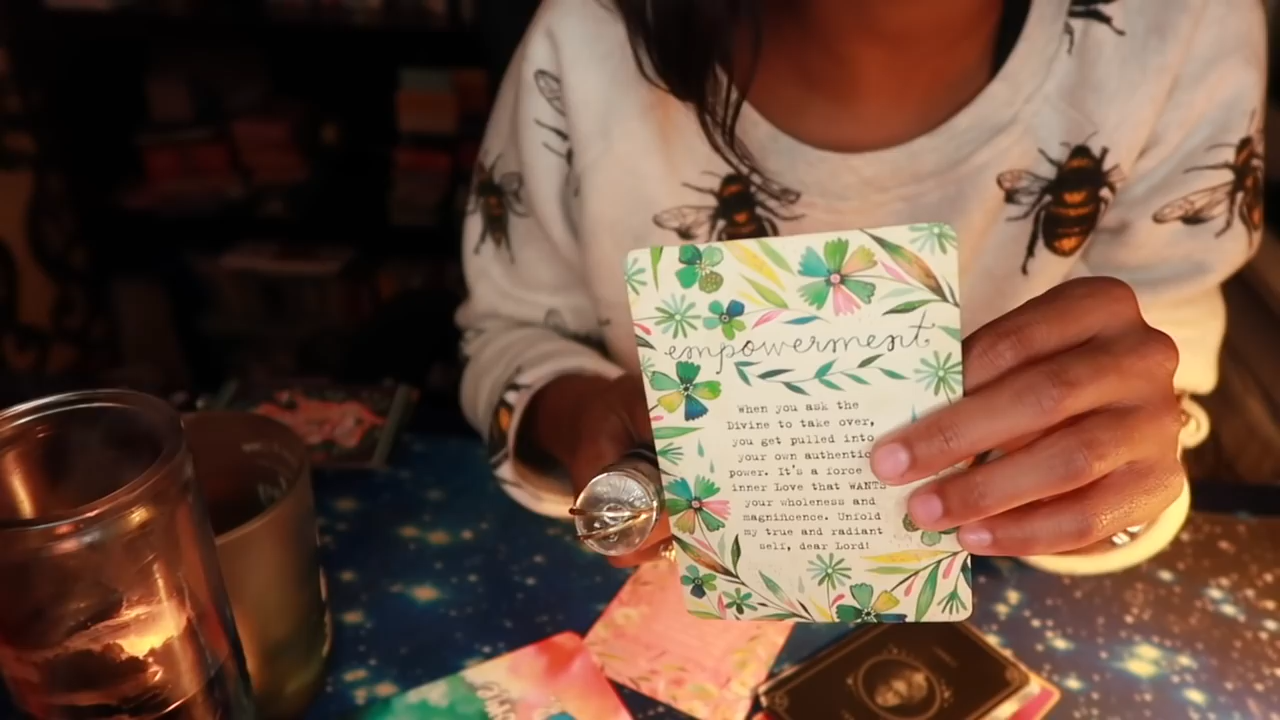 empowerment
When you ask the
Divine to take over,
you get pulled into
your own authentic
power. It's a force
inner Love that WANTS
your wholeness and
magnificence. Unfold
my true and radiant
self, dear Lord!